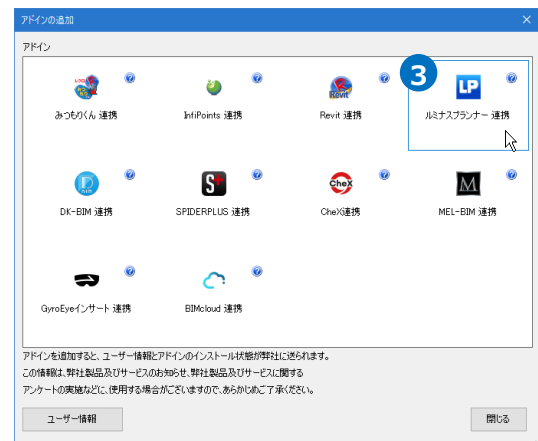 アドインの追加
アドイン
3
Revit
LP
みつもりくん 連携
InfiPoints 連携
Revit 連携
ルミナスプランナー 連携
D
S+
CheX
M
DK-BIM 連携
SPIDERPLUS 連携
CheX連携
MEL-BIM 連携
GyroEyeインサート 連携
BIMcloud 連携
アドインを追加すると、ユーザー情報とアドインのインストール状態が弊社に送られます。
この情報は、弊社製品及びサービスのお知らせ、弊社製品及びサービスに関する
アンケートの実施などに、使用する場合がございますので、あらかじめご了承ください。
ユーザー情報
閉じる